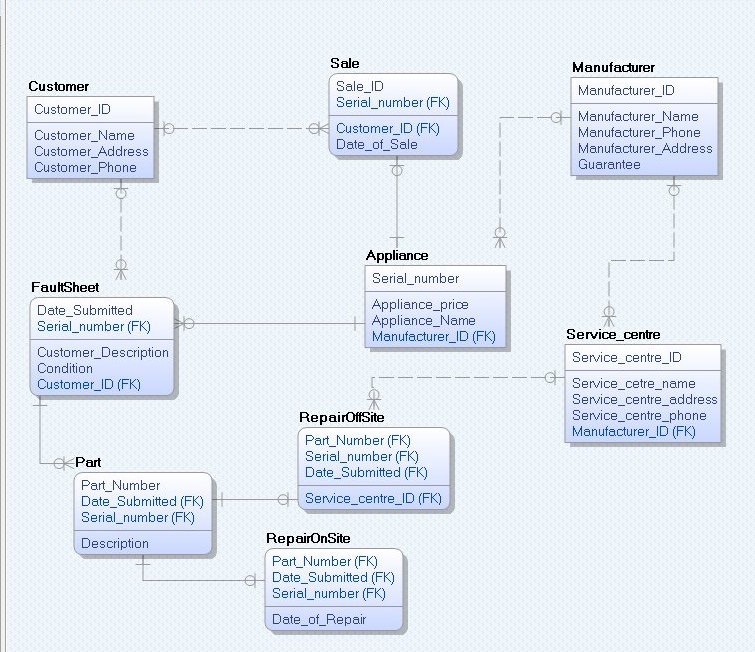 Customer
Customer_ID
Customer_Name
Customer_Address
Customer_Phone
Sale
Sale_ID
Serial_number (FK)
Customer_ID (FK)
Date_of_Sale
Manufacturer
Manufacturer_ID
Manufacturer_Name
Manufacturer_Phone
Manufacturer_Address
Guarantee
Appliance
Serial_number
Appliance_price
Appliance_Name
Manufacturer_ID (FK)
FaultSheet
Date_Submitted
Serial_number (FK)
Customer_Description
Condition
Customer_ID (FK)
Service_centre
Service_centre_ID
Service_cetre_name
Service_centre_address
Service_centre_phone
Manufacturer_ID (FK)
RepairOffSite
Part_Number (FK)
Serial_number (FK)
Date_Submitted (FK)
Service_centre_ID (FK)
Part
Part_Number
Date_Submitted (FK)
Serial_number (FK)
Description
RepairOnSite
Part_Number (FK)
Date_Submitted (FK)
Serial_number (FK)
Date_of_Repair